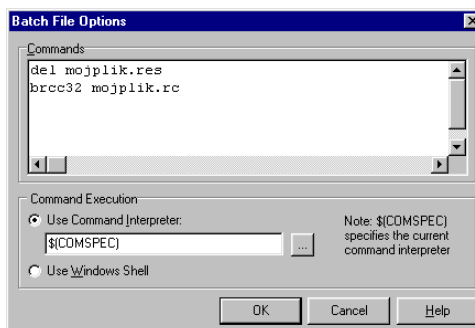 Batch File Options
Commands
del mojplik.res
brcc32 mojplik.rc
Command Execution
Use Command Interpreter:
$(COMSPEC)
...
Note: $(COMSPEC)
specifies the current
command interpreter
Use Windows Shell
OK
Cancel
Help